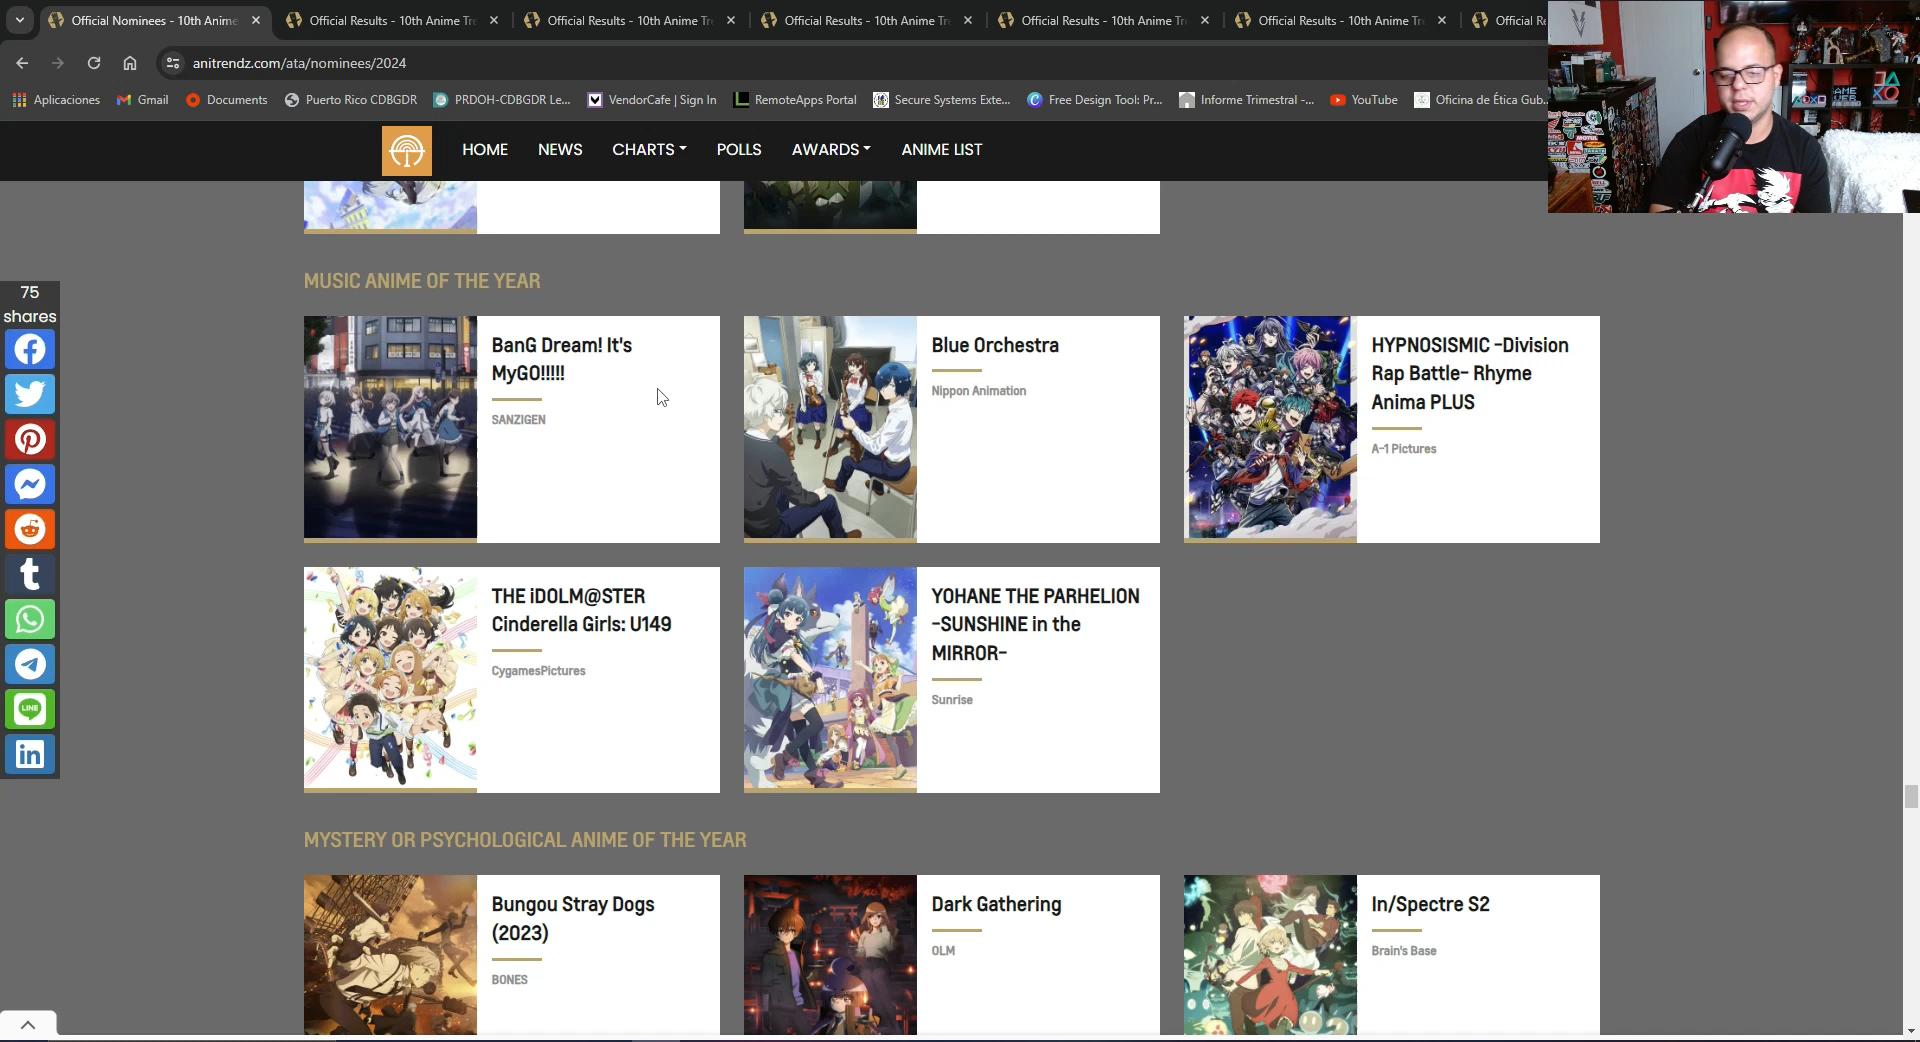 Official Nominees - 10th Anime
Official Results - 10th Anime Tr
Official Results - 10th Anime Tr
Official Results - 10th Anime Tr
Official Results - 10th Anime Tr
Official Results - 10th Anime Tr
Official Re
anitrendz.com/ata/nominees/2024
Aplicaciones
Gmail
Documents
Puerto Rico CDBGDR
PRDOH-CDBGDR Le...
VendorCafe | Sign In
RemoteApps Portal
Secure Systems Exte...
Free Design Tool: Pr...
Informe Trimestral -...
YouTube
Oficina de Ética Gub...
HOME
NEWS
CHARTS
POLLS
AWARDS
ANIME LIST
MUSIC ANIME OF THE YEAR
75
shares
BanG Dream! It's
MyGO!!!!!
SANZIGEN
Blue Orchestra
Nippon Animation
HYPNOSISMIC -Division
Rap Battle- Rhyme
Anima PLUS
A-1 Pictures
THE iDOLM@STER
Cinderella Girls: U149
CygamesPictures
YOHANE THE PARHELION
-SUNSHINE in the
MIRROR-
Sunrise
LINE
MYSTERY OR PSYCHOLOGICAL ANIME OF THE YEAR
Bungou Stray Dogs
(2023)
BONES
Dark Gathering
OLM
In/Spectre S2
Brain's Base